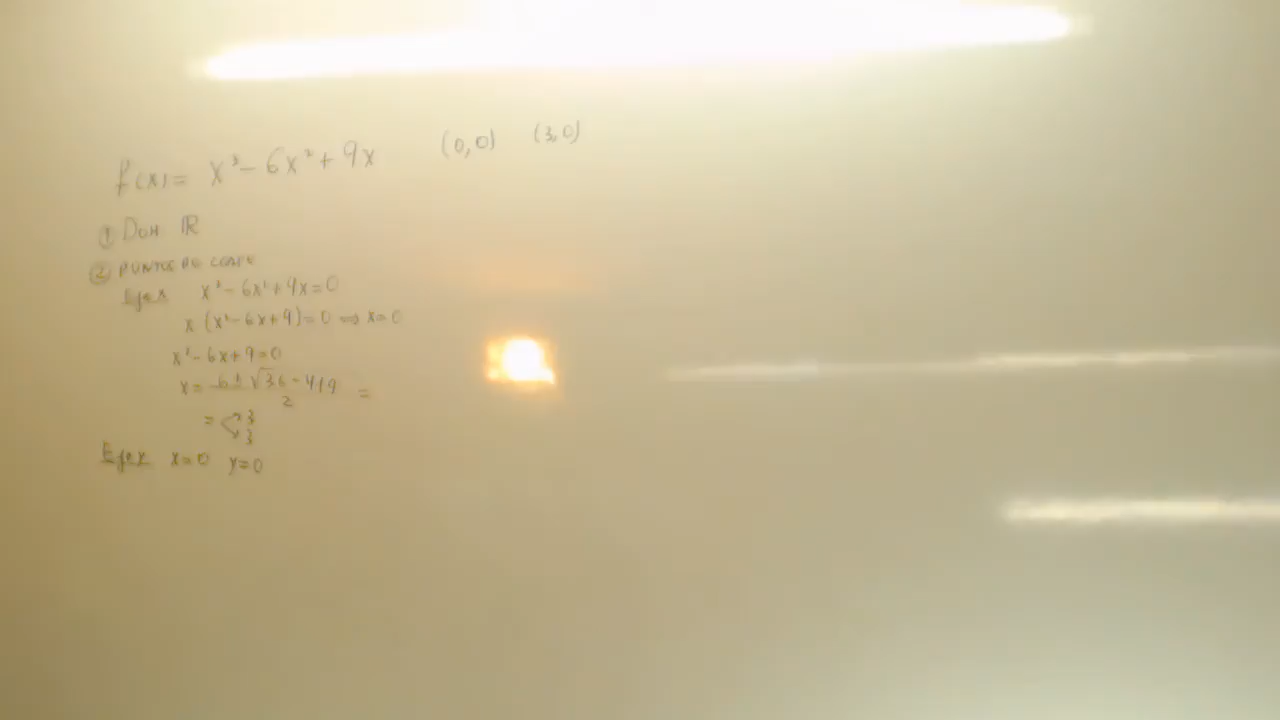 f(x) = x³ - 6x² + 9x (0,0) (3,0)
① DOM ℝ
② PUNTOS DE CORTE
Eje x x³ - 6x² + 9x = 0
x (x² - 6x + 9) = 0 ⟹ x = 0
x² - 6x + 9 = 0
x = 6 ± √36 - 4·1·9 / 2 =
= < 3 3
Eje y x = 0 y = 0